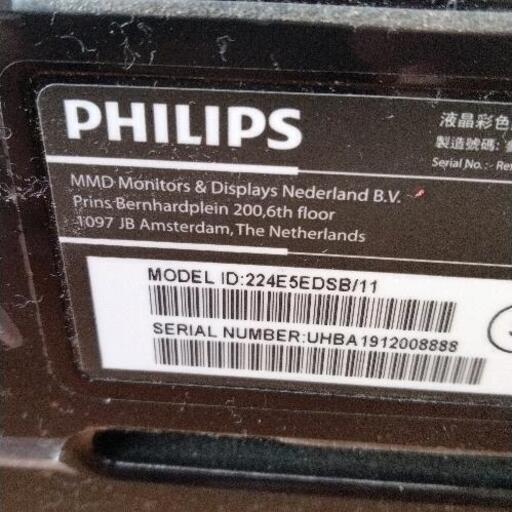 PHILIPS
液晶彩色
製造號碼:
Serial No.:- Re
MMD Monitors & Displays Nederland B.V.
Prins Bernhardplein 200,6th floor
1097 JB Amsterdam, The Netherlands
MODEL ID:224E5EDSB/11
SERIAL NUMBER:UHBA1912008888